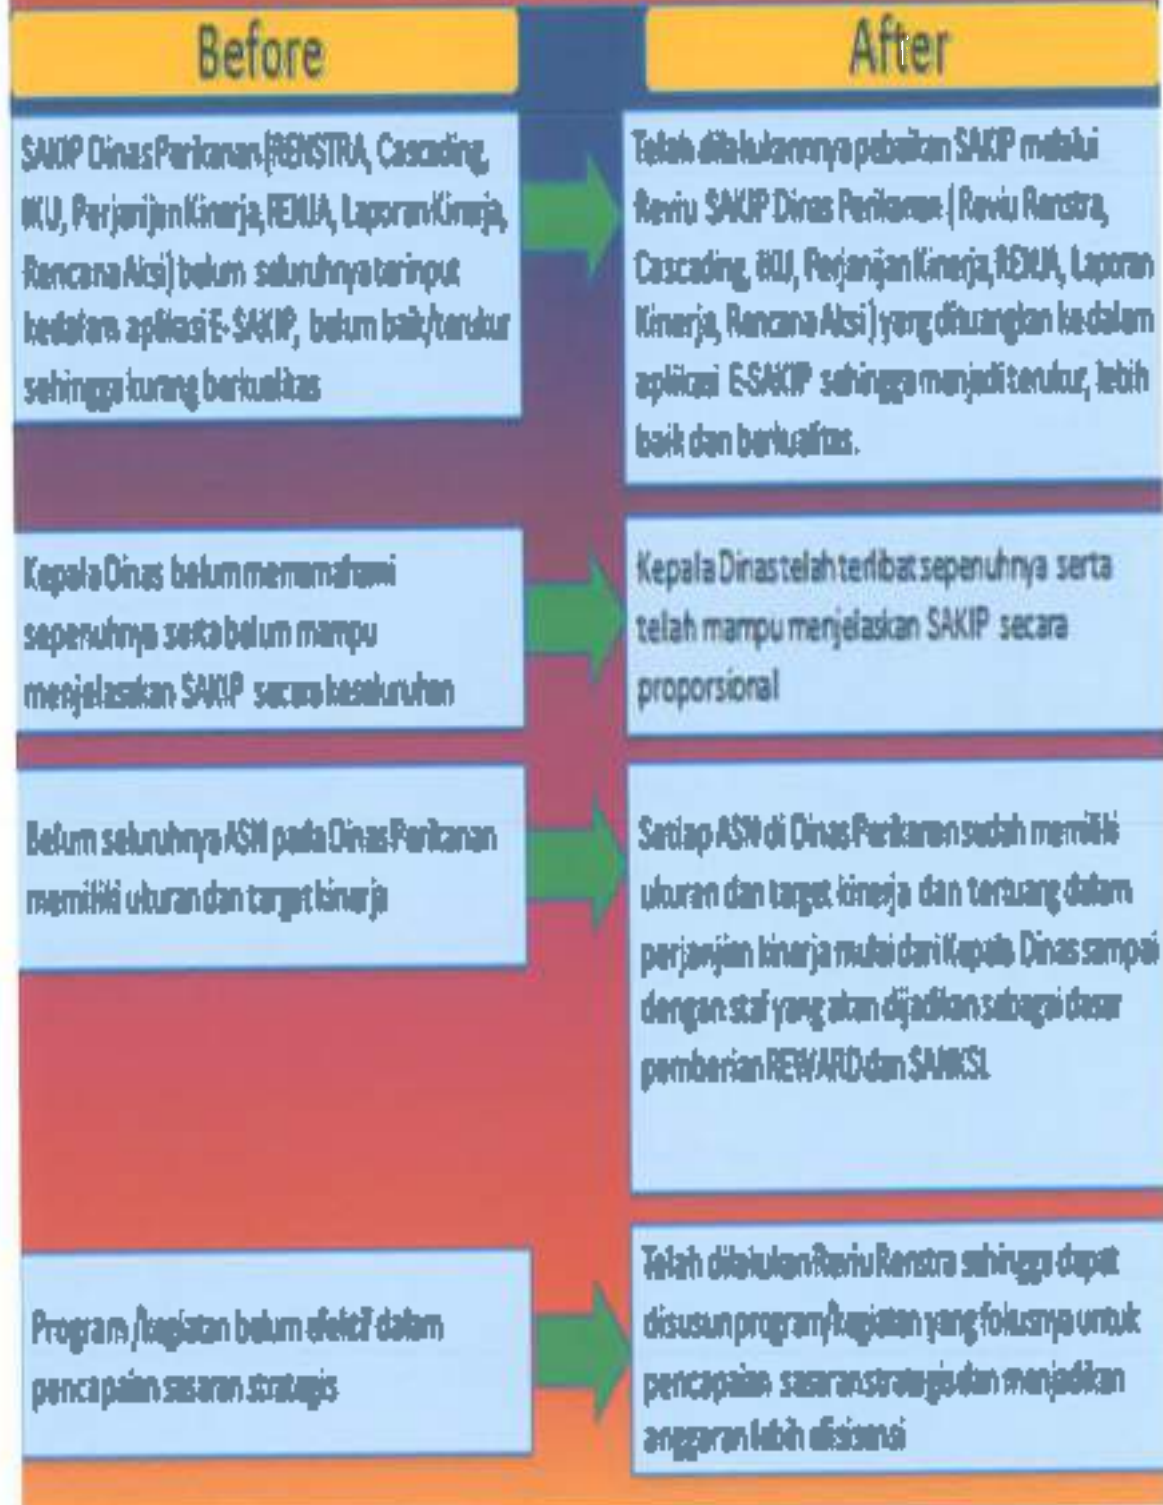 Before
After
SAKIP Dinas Perikanan (RENSTRA, Cascading,
IKU, Perjanjian Kinerja, RENJA, Laporan Kinerja,
Rencana Aksi) belum seluruhnya terinput
kedalam aplikasi E-SAKIP, belum baik/terukur
sehingga kurang berkualitas
Telah dilakukannya pebaikan SAKIP melalui
Reviu SAKIP Dinas Perikanan ( Reviu Renstra,
Cascading, IKU, Perjanjian Kinerja, RENJA, Laporan
Kinerja, Rencana Aksi ) yang dituangkan ke dalam
aplikasi E-SAKIP sehingga menjadi terukur, lebih
baik dan berkualitas.
Kepala Dinas belum memahami
sepenuhnya serta belum mampu
menjelaskan SAKIP secara keseluruhan
Kepala Dinas telah terlibat sepenuhnya serta
telah mampu menjelaskan SAKIP secara
proporsional
Belum seluruhnya ASN pada Dinas Perikanan
memiliki ukuran dan target kinerja
Setiap ASN di Dinas Perikanan sudah memiliki
ukuran dan target kinerja dan tertuang dalam
perjanjian kinerja mulai dari Kepala Dinas sampai
dengan staf yang akan dijadikan sebagai dasar
pemberian REWARD dan SANKSI.
Program /kegiatan belum efektif dalam
pencapaian sasaran strategis
Telah dilakukan Reviu Renstra sehingga dapat
disusun program/kegiatan yang fokusnya untuk
pencapaian sasaran strategis dan menjadikan
anggaran lebih